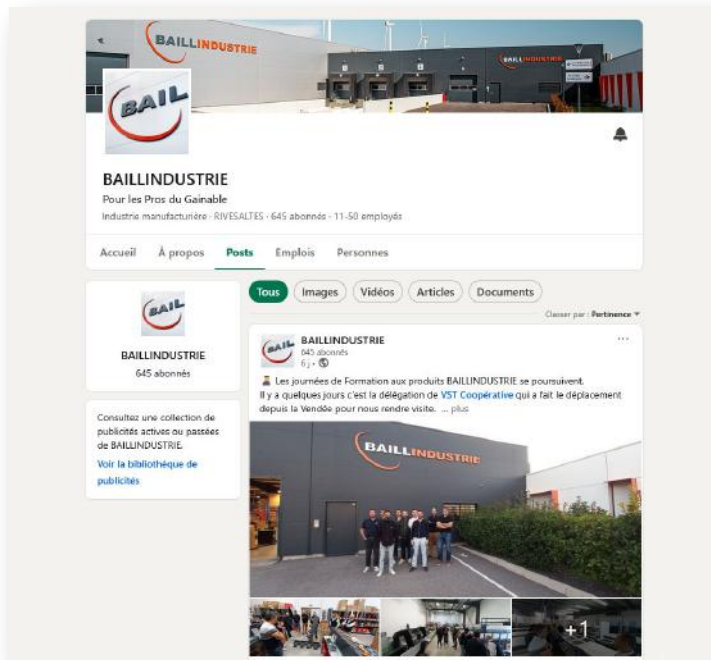 BAILLINDUSTRIE
BAILLINDUSTRIE
BAIL
BAILLINDUSTRIE
Pour les Pros du Gainable
Industrie manufacturière · RIVESALTES · 645 abonnés · 11-50 employés
Accueil À propos Posts Emplois Personnes
BAIL
BAILLINDUSTRIE
645 abonnés
Consultez une collection de
publicités actives ou passées
de BAILLINDUSTRIE.
Voir la bibliothèque de
publicités
Tous Images Vidéos Articles Documents
Classer par : Pertinence
BAIL
BAILLINDUSTRIE
645 abonnés
6 j •
Les journées de Formation aux produits BAILLINDUSTRIE se poursuivent.
Il y a quelques jours c'est la délégation de VST Coopérative qui a fait le déplacement
depuis la Vendée pour nous rendre visite. ... plus
BAILLINDUSTRIE
+1